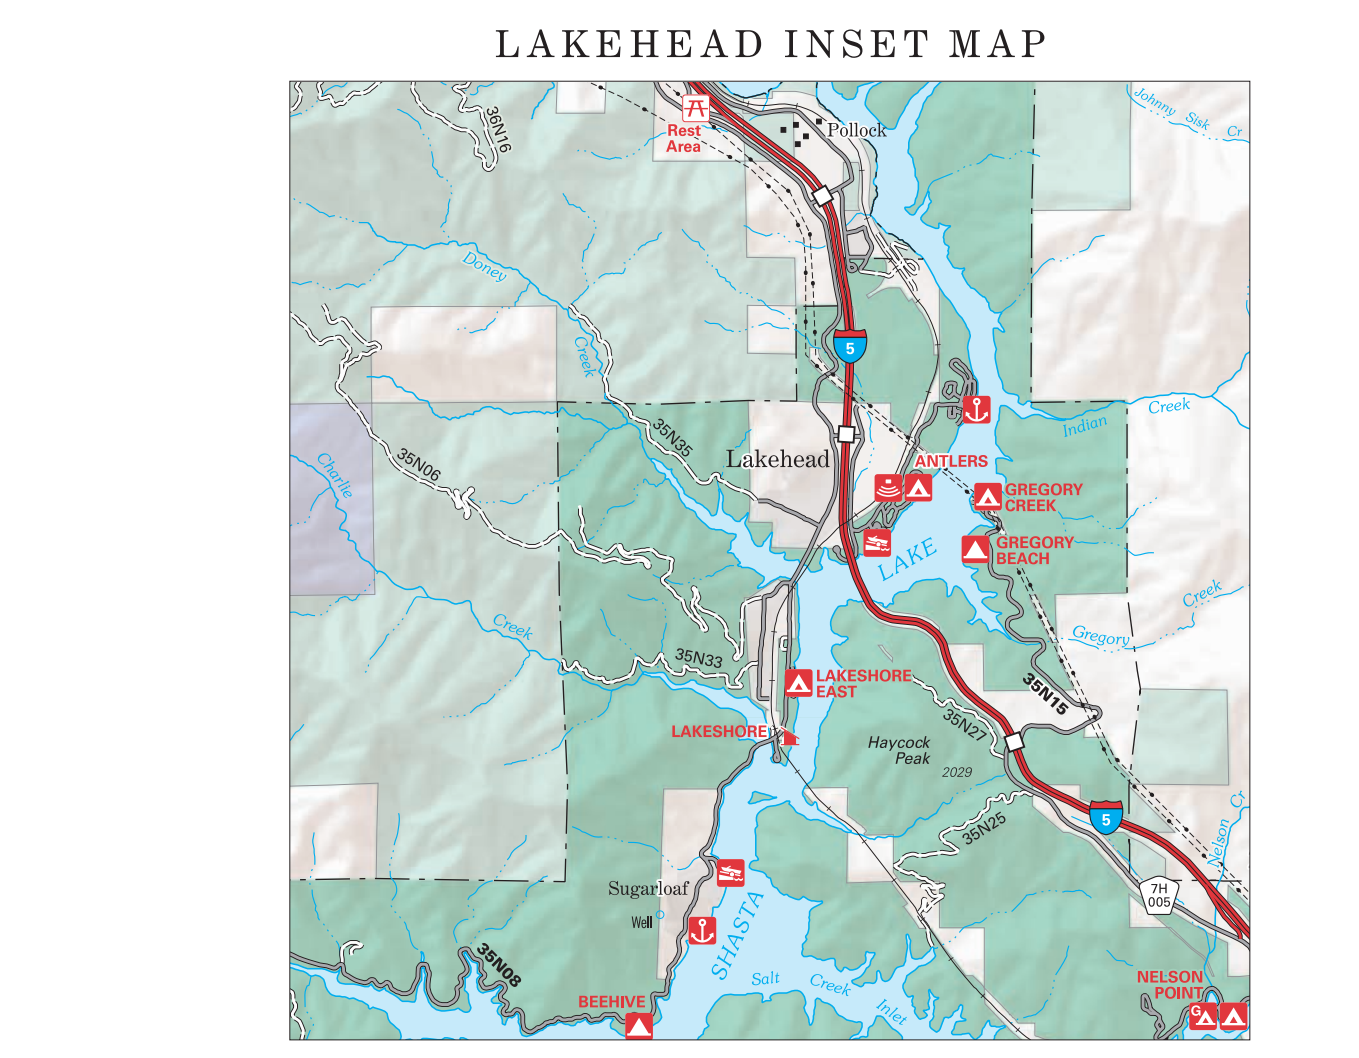 LAKEHEAD INSET MAP
36N16
Rest
Area
Pollock
Johnny Sisk Cr
Doney
Creek
5
35N35
35N06
Charlie
Lakehead
Indian
Creek
ANTLERS
GREGORY
CREEK
GREGORY
BEACH
LAKE
Creek
Gregory
Creek
35N33
LAKESHORE
EAST
35N15
35N27
LAKESHORE
Haycock
Peak
2029
5
35N25
Nelson Cr
7H
005
Sugarloaf
Well
SHASTA
35N08
Salt
Creek
Inlet
NELSON
POINT
BEEHIVE
G